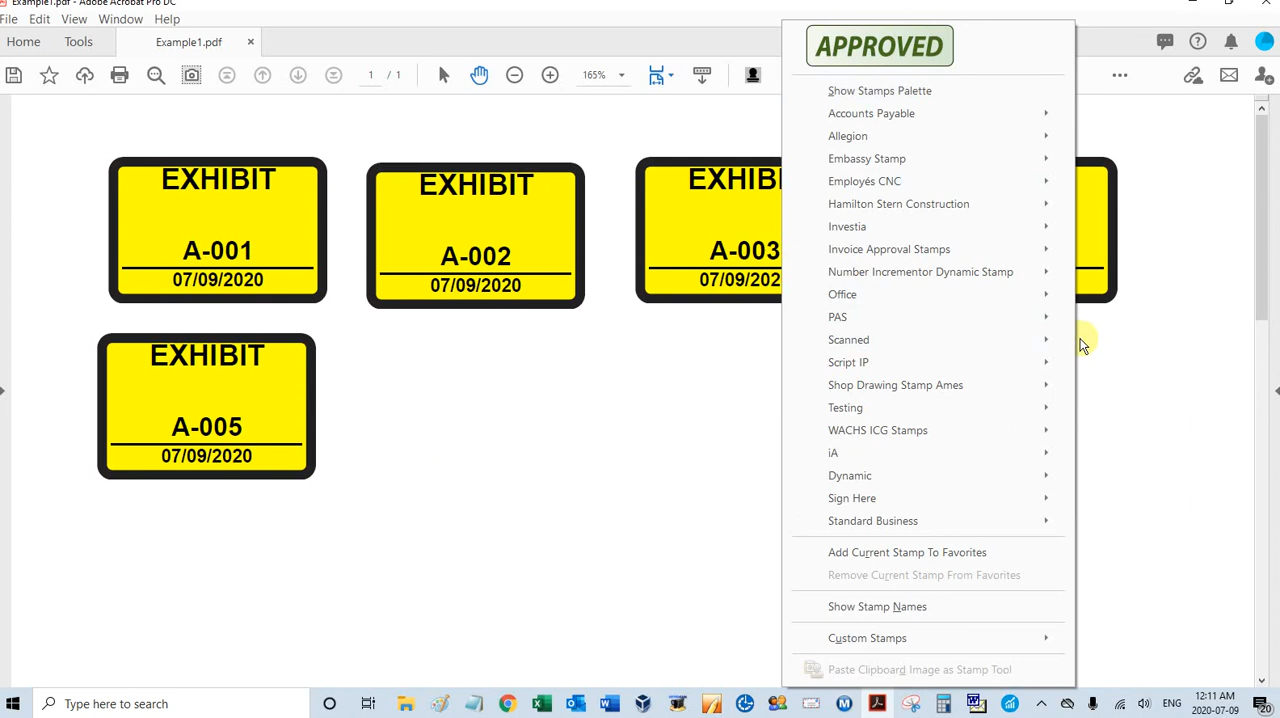 Example1.pdf - Adobe Acrobat Pro DC
File Edit View Window Help
Home Tools Example1.pdf ×
1 / 1 165%
APPROVED
Show Stamps Palette
Accounts Payable
Allegion
Embassy Stamp
Employés CNC
Hamilton Stern Construction
Investia
Invoice Approval Stamps
Number Incrementor Dynamic Stamp
Office
PAS
Scanned
Script IP
Shop Drawing Stamp Ames
Testing
WACHS ICG Stamps
iA
Dynamic
Sign Here
Standard Business
Add Current Stamp To Favorites
Remove Current Stamp From Favorites
Show Stamp Names
Custom Stamps
Paste Clipboard Image as Stamp Tool
EXHIBIT
A-001
07/09/2020
EXHIBIT
A-002
07/09/2020
EXHIBI
A-003
07/09/202
EXHIBIT
A-005
07/09/2020
Type here to search
ENG
12:11 AM
2020-07-09
20